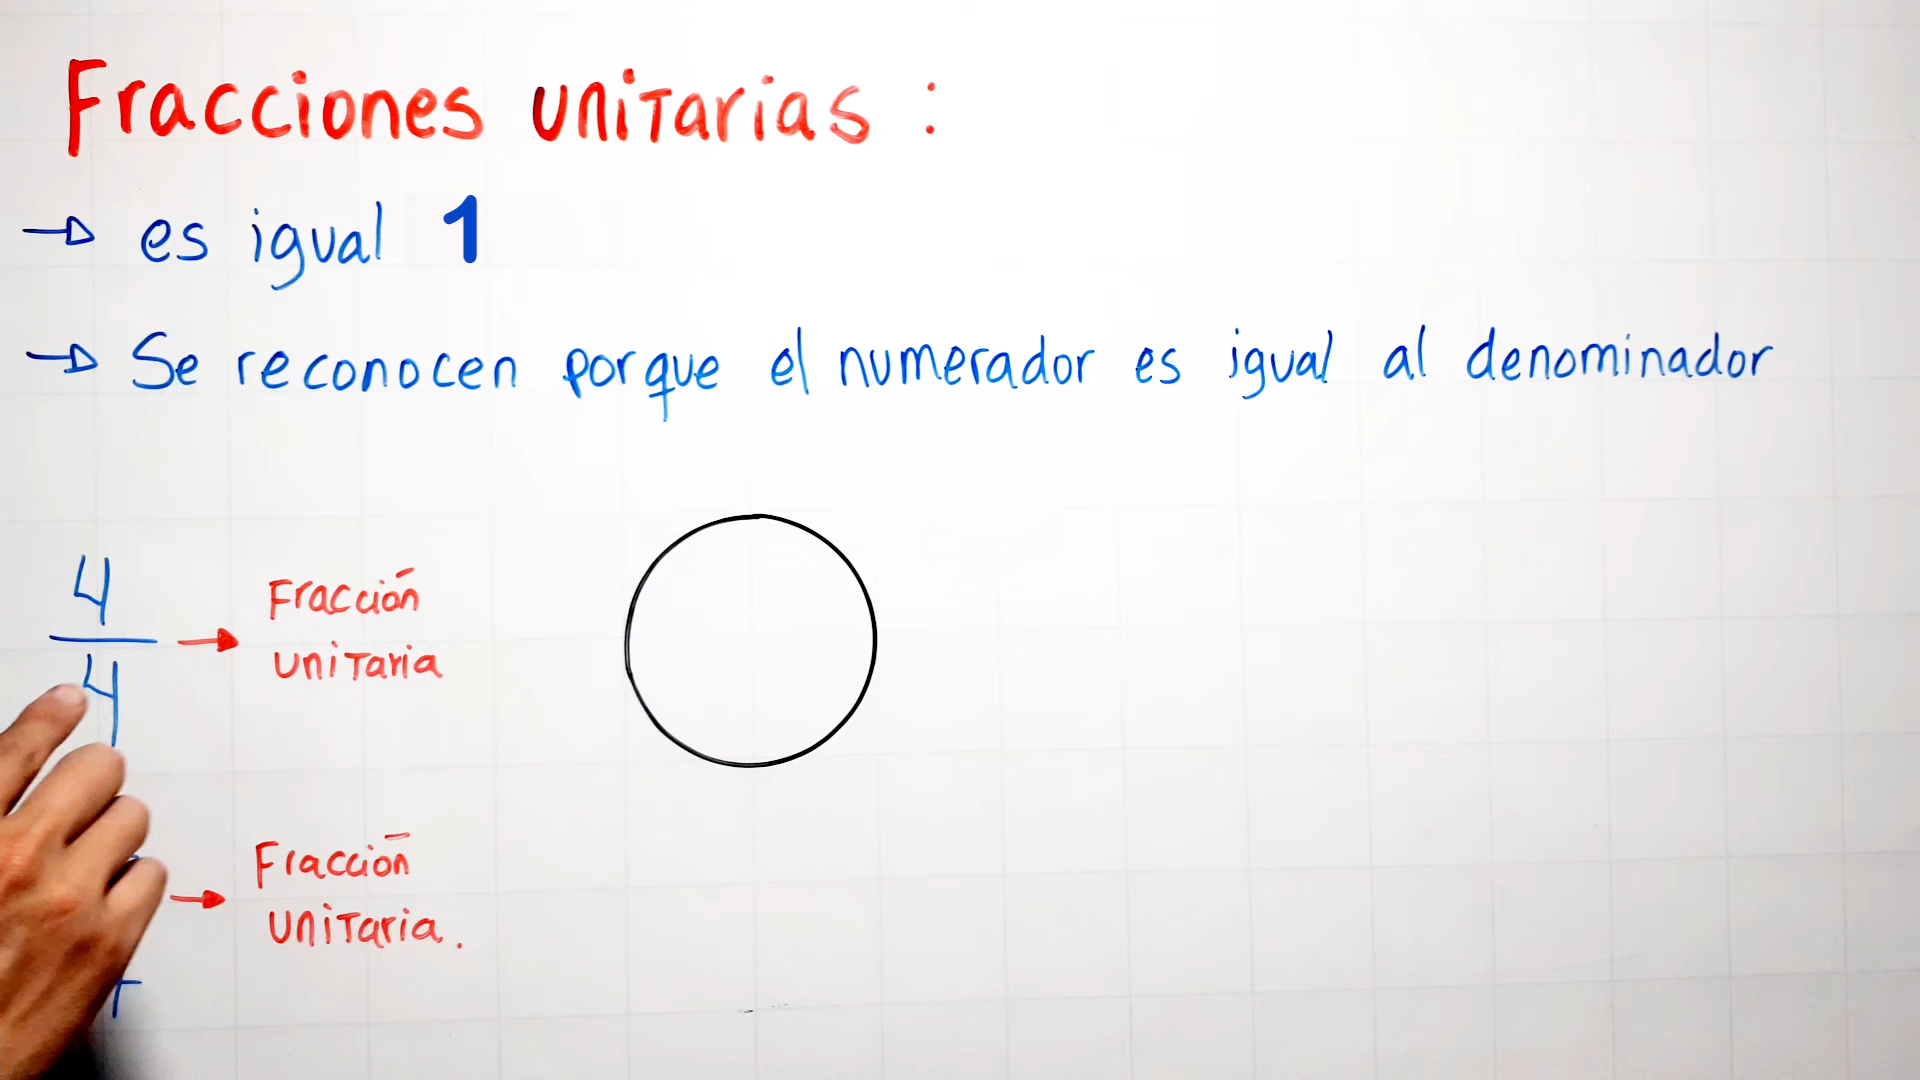 Fracciones unitarias :
es igual 1
Se reconocen porque el numerador es igual al denominador
4
4
Fracción
unitaria
Fracción
unitaria.